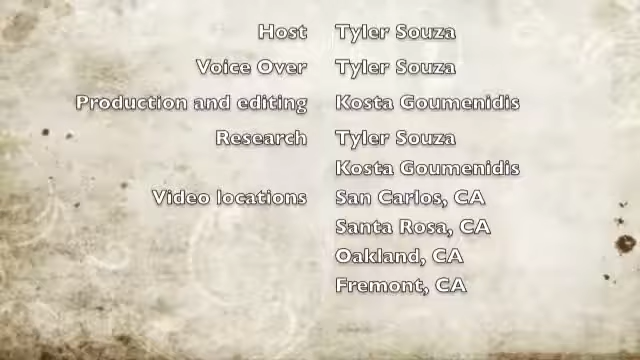 Host Tyler Souza
Voice Over Tyler Souza
Production and editing Kosta Goumenidis
Research Tyler Souza
Kosta Goumenidis
Video locations San Carlos, CA
Santa Rosa, CA
Oakland, CA
Fremont, CA